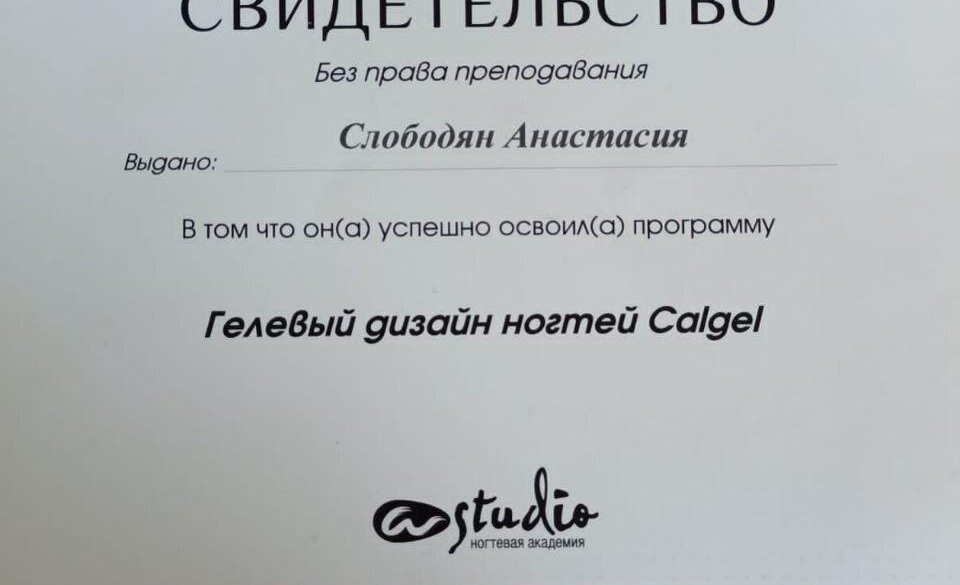 СВИДЕТЕЛЬСТВО
Без права преподавания
Слободян Анастасия
Выдано:
В том что он(а) успешно освоил(а) программу
Гелевый дизайн ногтей Calgel
studio
ногтевая академия